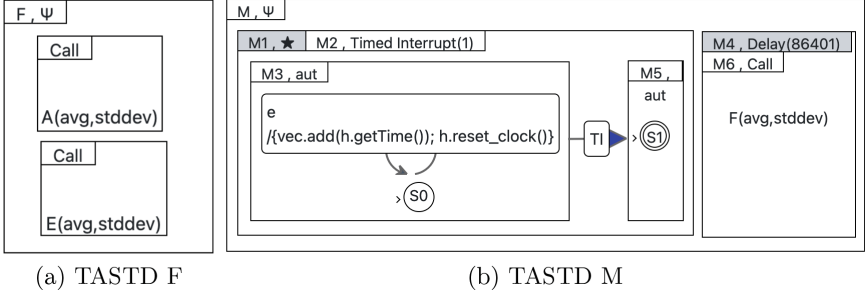 F , Ψ
Call
A(avg,stddev)
Call
E(avg,stddev)
(a) TASTD F
M , Ψ
M1 , ★
M2 , Timed Interrupt(1)
M3 , aut
e
/{vec.add(h.getTime()); h.reset_clock()}
S0
TI
M5 ,
aut
S1
M4 , Delay(86401)
M6 , Call
F(avg,stddev)
(b) TASTD M